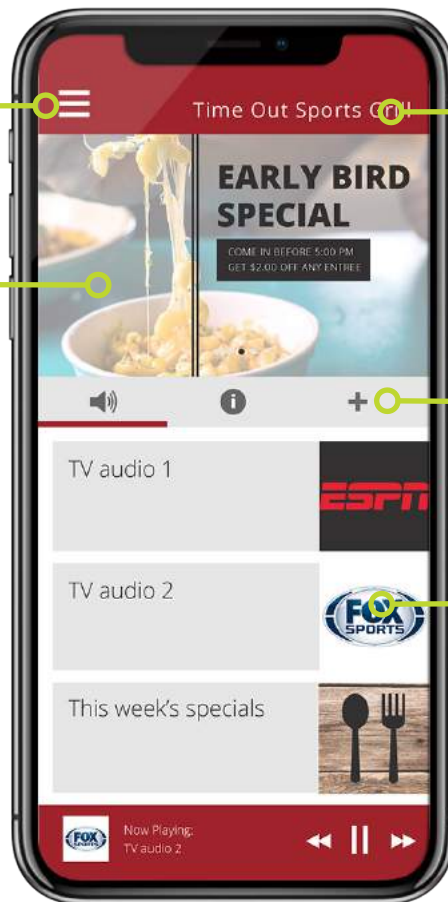 Time Out Sports Grill
EARLY BIRD
SPECIAL
COME IN BEFORE 5:00 PM
GET $2.00 OFF ANY ENTREE
TV audio 1
ESPN
TV audio 2
FOX
SPORTS
This week's specials
FOX
SPORTS
Now Playing:
TV audio 2